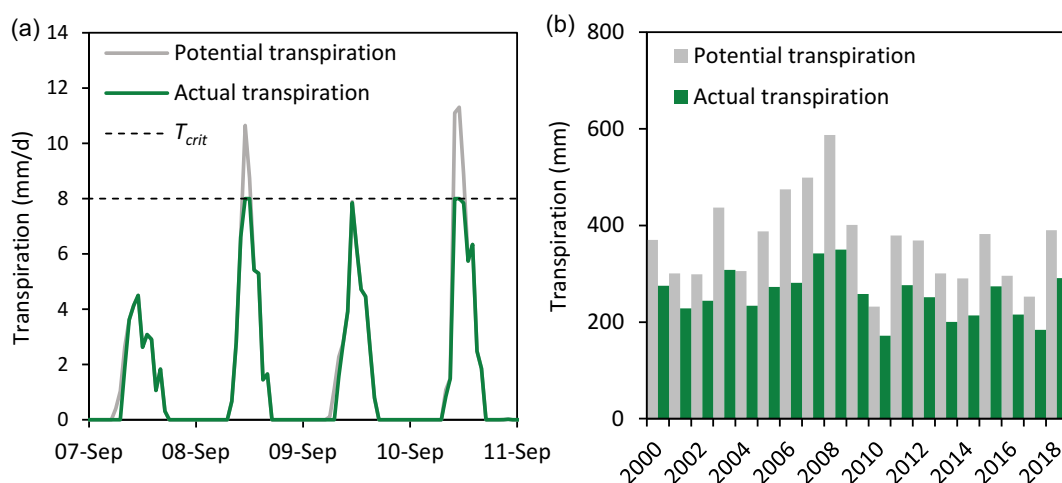 (a)
14
12
10
8
6
4
2
0
Transpiration (mm/d)
Potential transpiration
Actual transpiration
T_crit
07-Sep 08-Sep 09-Sep 10-Sep 11-Sep
(b)
800
600
400
200
0
Transpiration (mm)
Potential transpiration
Actual transpiration
2000 2002 2004 2006 2008 2010 2012 2014 2016 2018